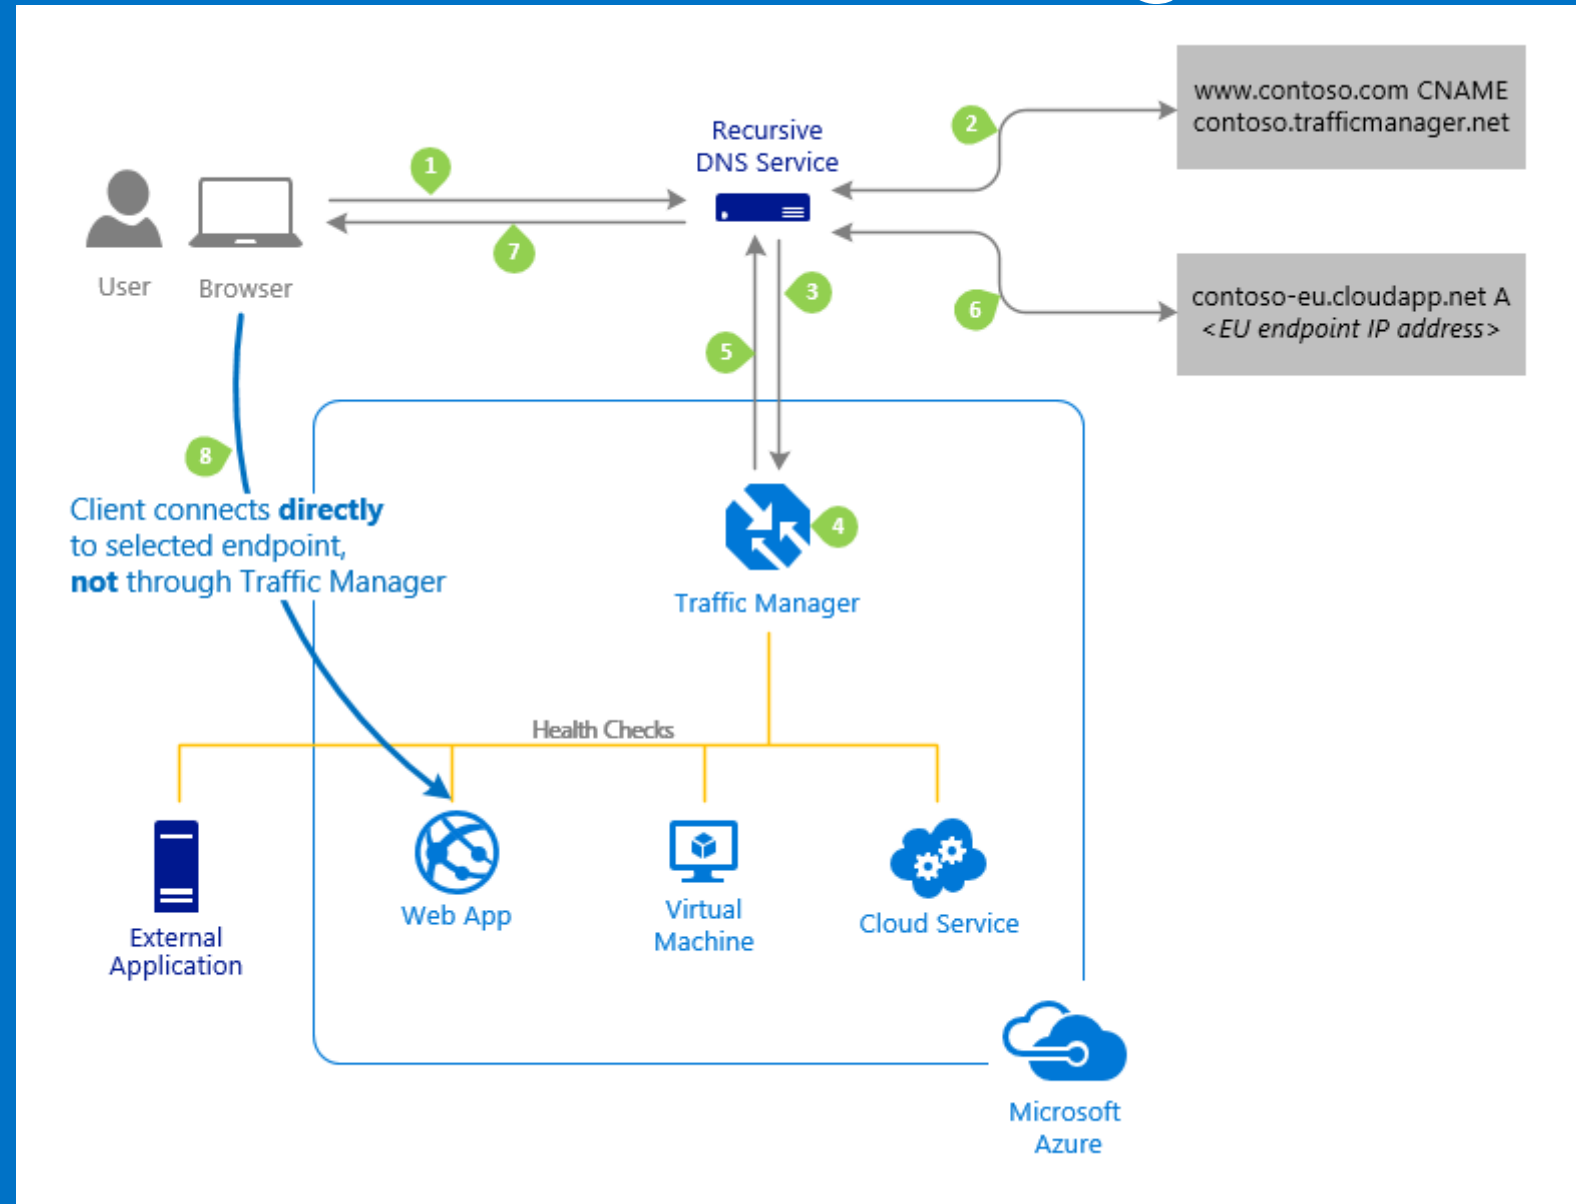 www.contoso.com CNAME
contoso.trafficmanager.net
Recursive
DNS Service
1
2
7
3
5
6
contoso-eu.cloudapp.net A
<EU endpoint IP address>
User
Browser
8
Client connects directly
to selected endpoint,
not through Traffic Manager
4
Traffic Manager
Health Checks
External
Application
Web App
Virtual
Machine
Cloud Service
Microsoft
Azure